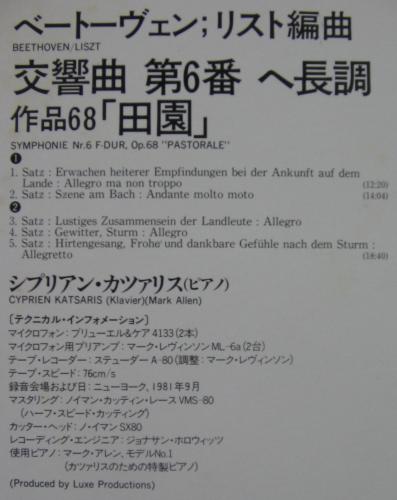 ベートーヴェン;リスト編曲
BEETHOVEN/LISZT
交響曲 第6番 ヘ長調
作品68「田園」
SYMPHONIE Nr.6 F-DUR, Op.68 "PASTORALE"
❶
1. Satz : Erwachen heiterer Empfindungen bei der Ankunft auf dem
Lande : Allegro ma non troppo (12:20)
2. Satz : Szene am Bach : Andante molto moto (14:04)
❷
3. Satz : Lustiges Zusammensein der Landleute : Allegro
4. Satz : Gewitter, Sturm : Allegro
5. Satz : Hirtengesang, Frohe und dankbare Gefühle nach dem Sturm :
Allegretto (18:40)
シプリアン・カツァリス(ピアノ)
CYPRIEN KATSARIS (Klavier)(Mark Allen)
[テクニカル・インフォメーション]
マイクロフォン:ブリューエル&ケア4133(2本)
マイクロフォン用プリアンプ:マーク・レヴィンソンML-6a(2台)
テープ・レコーダー:ステューダーA-80(調整:マーク・レヴィンソン)
テープ・スピード:76cm/s
録音会場および日:ニューヨーク、1981年9月
マスタリング:ノイマン・カッティン・レースVMS-80
(ハーフ・スピード・カッティング)
カッター・ヘッド:ノイマンSX80
レコーディング・エンジニア:ジョナサン・ホロウィッツ
使用ピアノ:マーク・アレン、モデルNo.1
(カツァリスのための特製ピアノ)
(Produced by Luxe Productions)